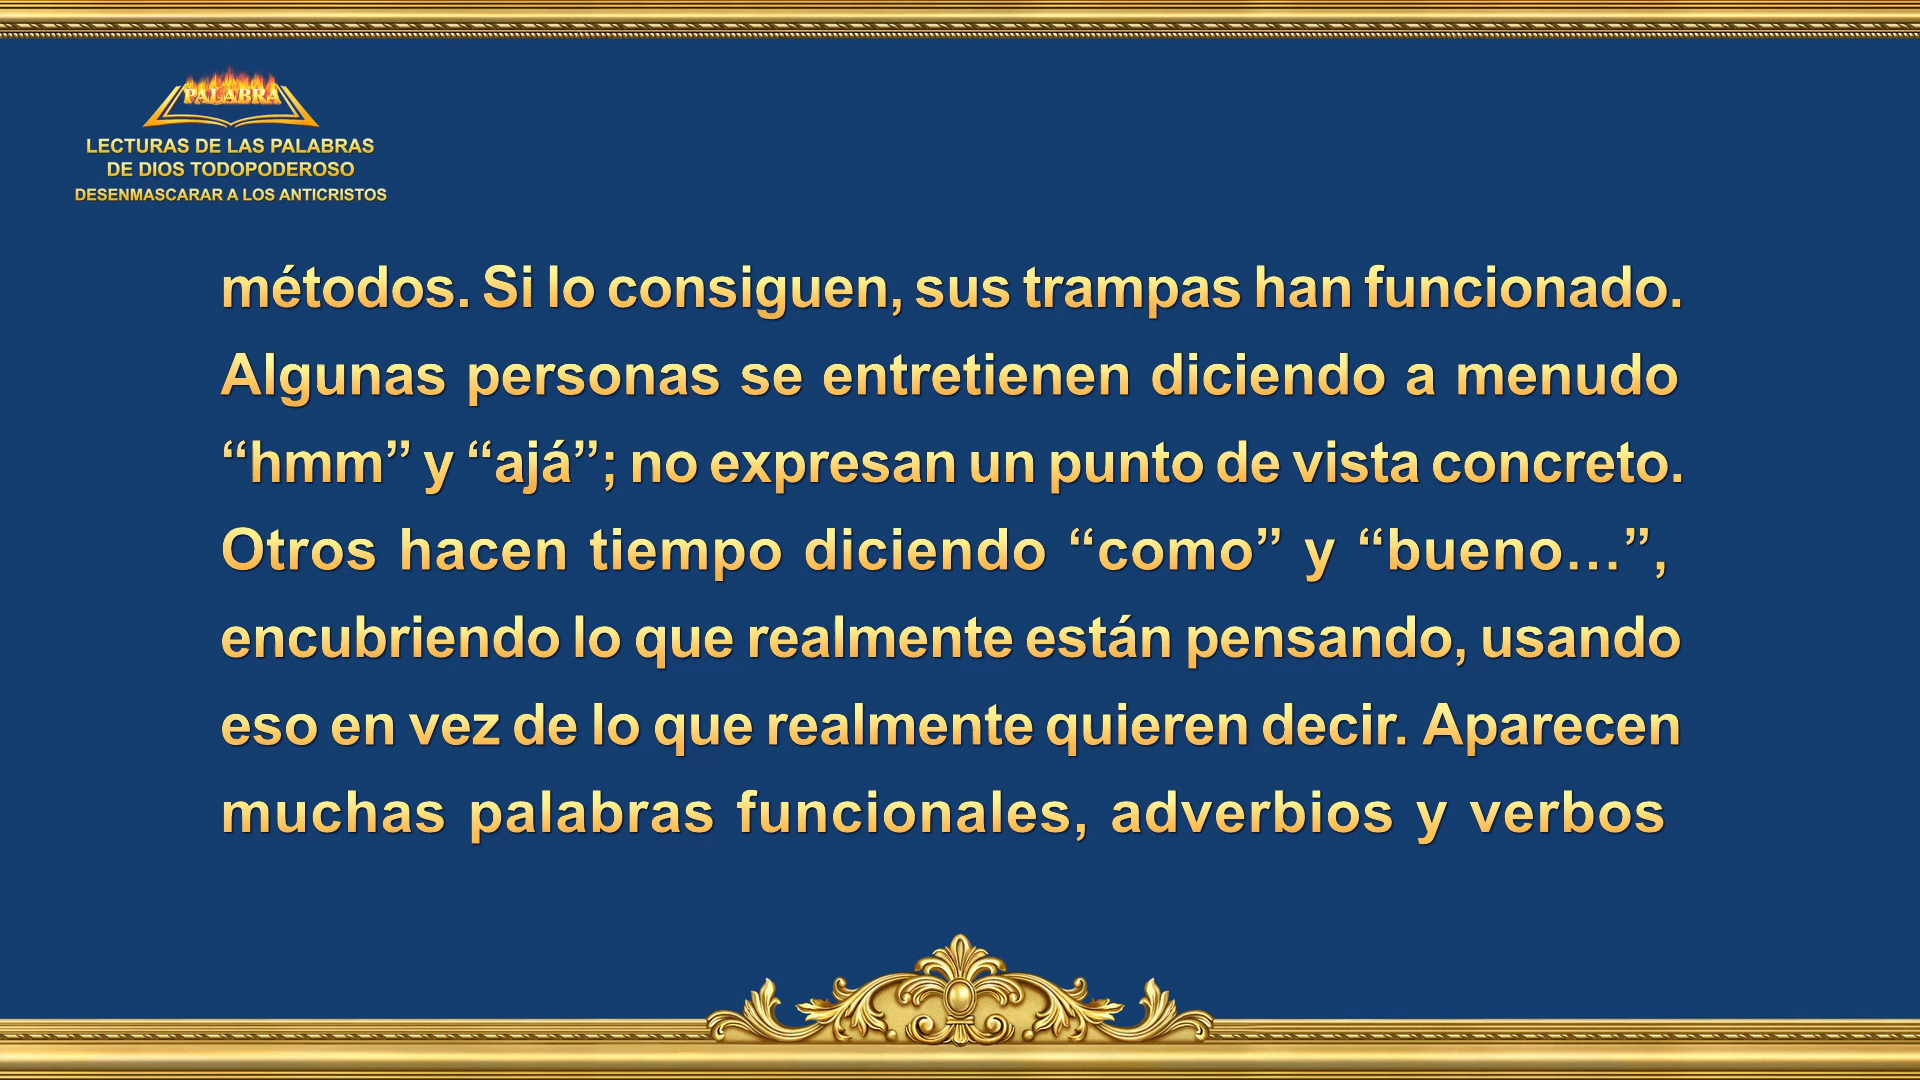 PALABRA
LECTURAS DE LAS PALABRAS
DE DIOS TODOPODEROSO
DESENMASCARAR A LOS ANTICRISTOS
métodos. Si lo consiguen, sus trampas han funcionado.
Algunas personas se entretienen diciendo a menudo
“hmm” y “ajá”; no expresan un punto de vista concreto.
Otros hacen tiempo diciendo “como” y “bueno…”,
encubriendo lo que realmente están pensando, usando
eso en vez de lo que realmente quieren decir. Aparecen
muchas palabras funcionales, adverbios y verbos